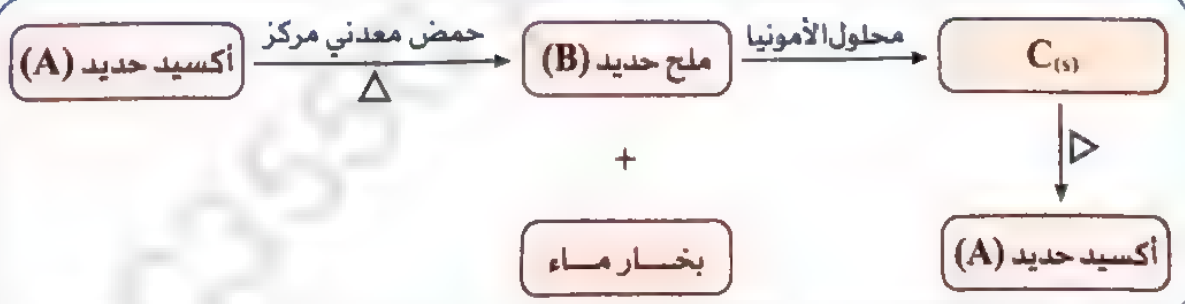 أكسيد حديد (A)
حمض معدني مركز
Δ
ملح حديد (B)
محلول الأمونيا
C(s)
+
Δ
بخار ماء
أكسيد حديد (A)